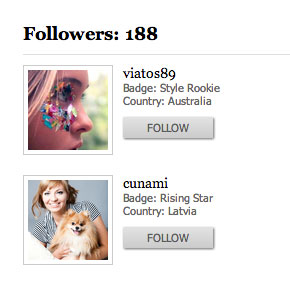 Followers: 188
viatos89
Badge: Style Rookie
Country: Australia
FOLLOW
cunami
Badge: Rising Star
Country: Latvia
FOLLOW